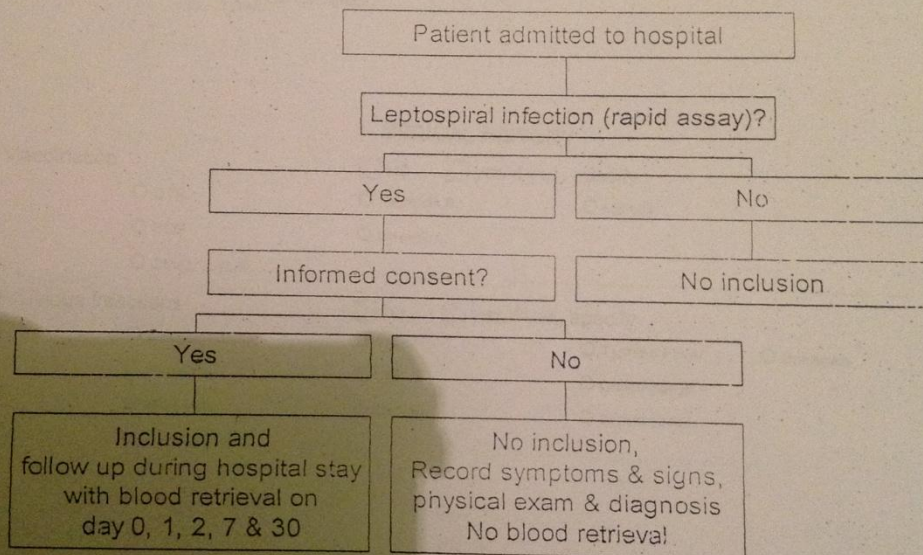 Patient admitted to hospital
Leptospiral infection (rapid assay)?
Yes
No
Informed consent?
No inclusion
Yes
No
Inclusion and
follow up during hospital stay
with blood retrieval on
day 0, 1, 2, 7 & 30
No inclusion,
Record symptoms & signs,
physical exam & diagnosis
No blood retrieval